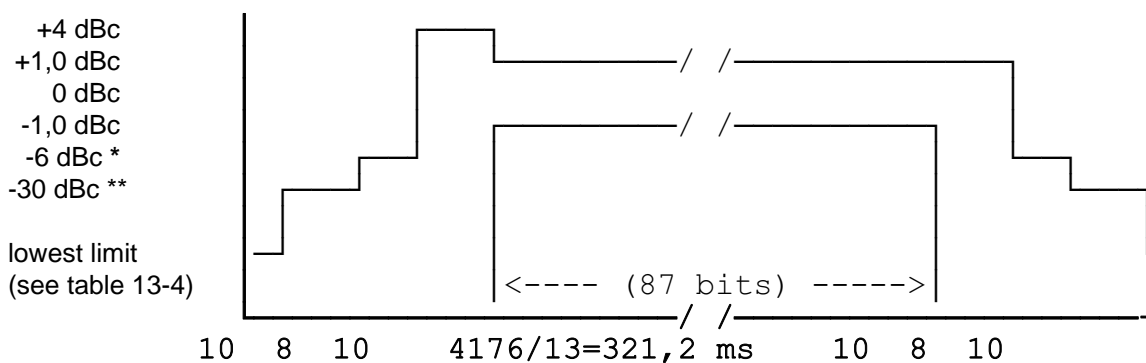 +4 dBc
+1,0 dBc
0 dBc
-1,0 dBc
-6 dBc *
-30 dBc **
lowest limit
(see table 13-4)
<---- (87 bits) ----->
10 8 10 4176/13=321,2 ms 10 8 10